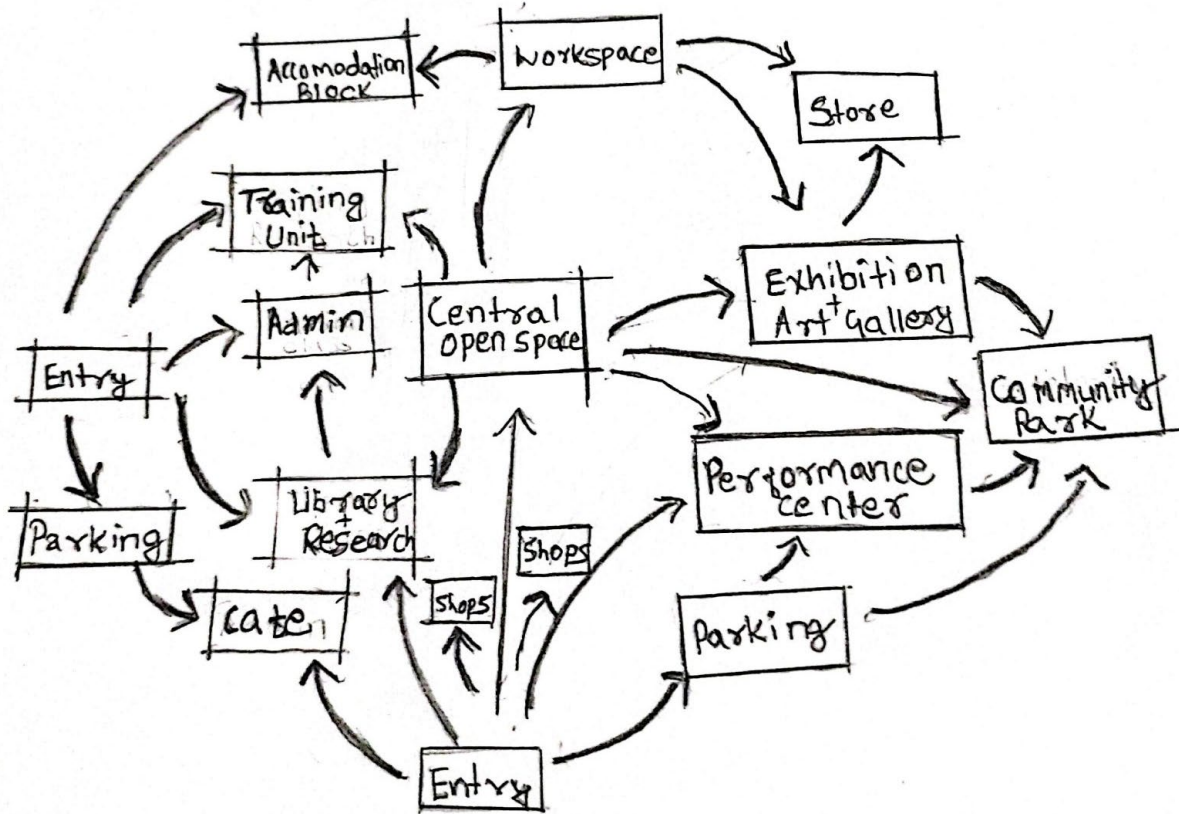 Accomodation
BLOCK
Workspace
Store
Training
Unit
Admin
Central
open space
Exhibition
+
Art Gallery
Entry
Community
Park
Library
+
Research
Performance
center
Parking
Shops
Shops
Cafe
Parking
Entry